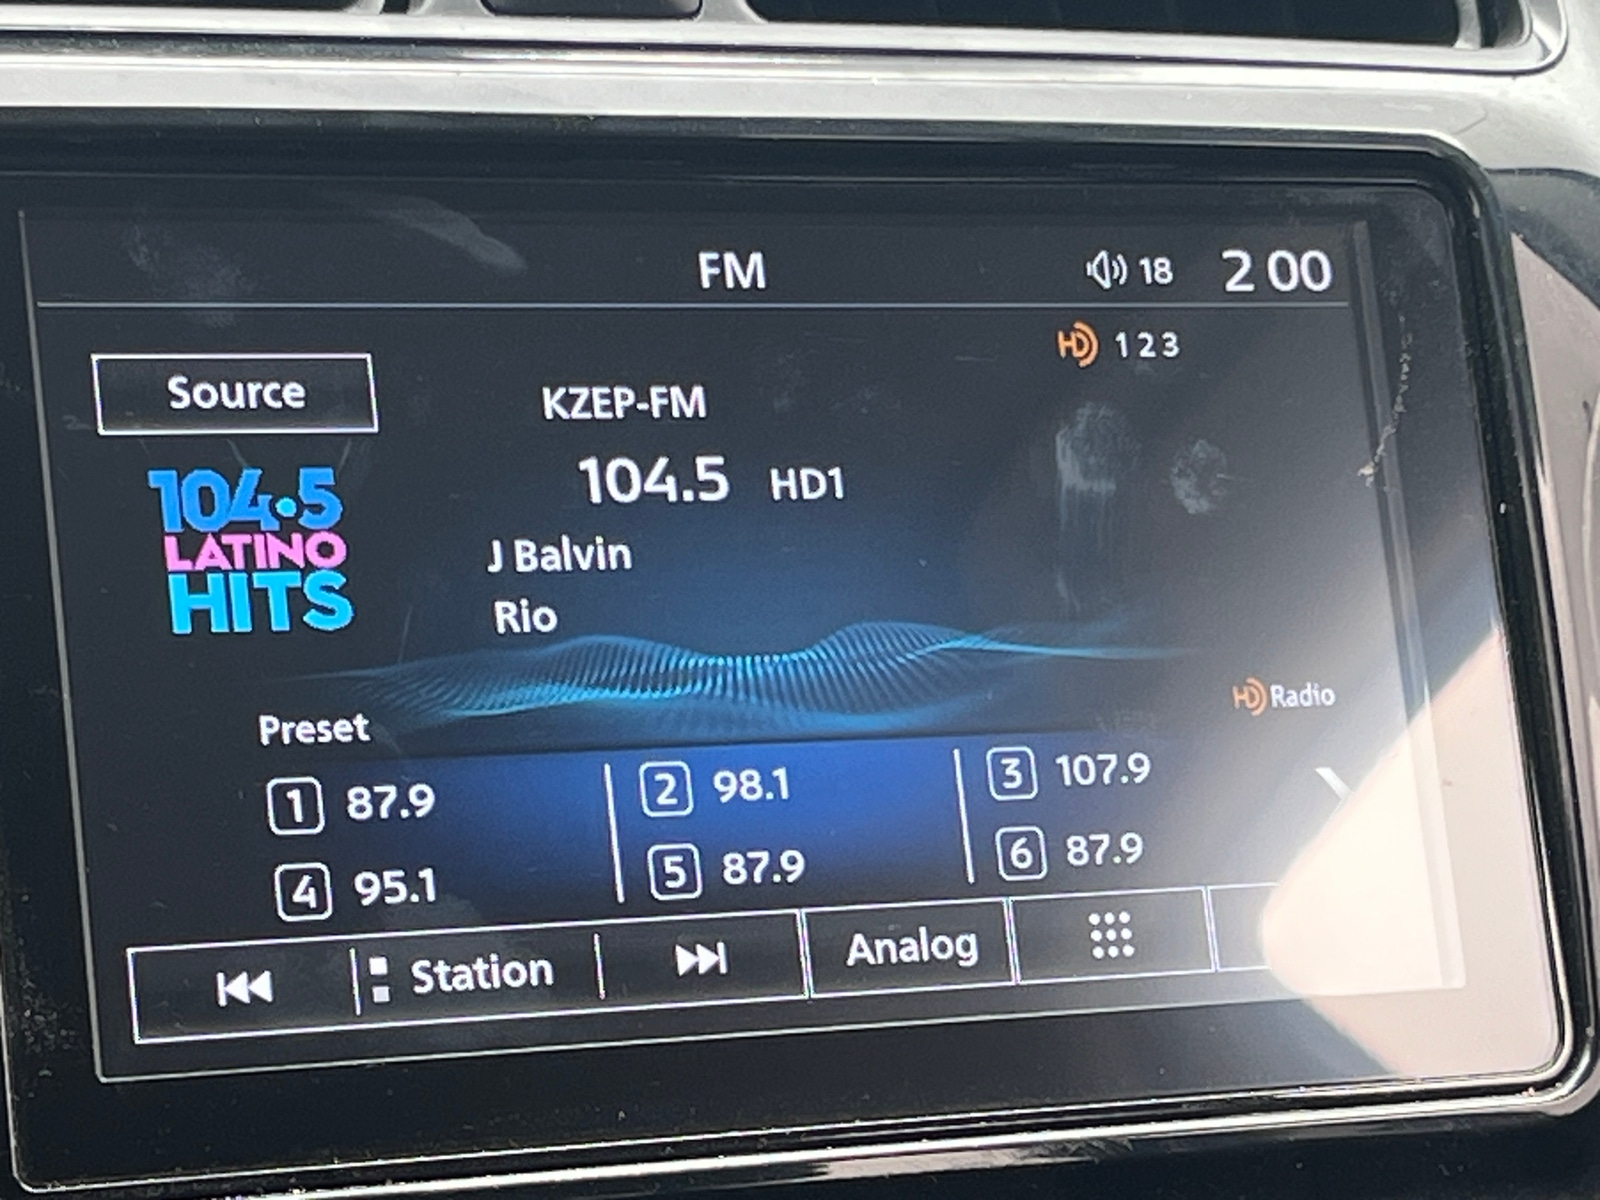 FM 18 2 00
HD 1 2 3
Source
KZEP-FM
104.5 HD1
104.5
LATINO
HITS
J Balvin
Rio
HD Radio
Preset
1 87.9 2 98.1 3 107.9
4 95.1 5 87.9 6 87.9
Station Analog